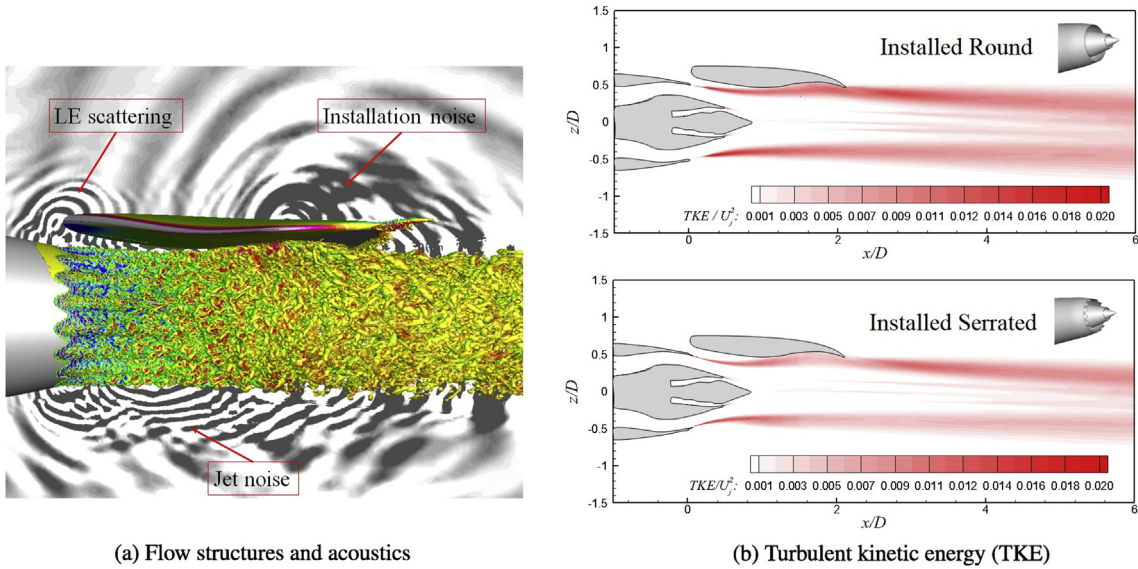 LE scattering
Installation noise
Jet noise
(a) Flow structures and acoustics
1.5
1
0.5
0
-0.5
-1
-1.5
z/D
Installed Round
TKE / U_j^2:
0.001 0.003 0.005 0.007 0.009 0.011 0.012 0.014 0.016 0.018 0.020
0 2 4 6
x/D
1.5
1
0.5
0
-0.5
-1
-1.5
z/D
Installed Serrated
TKE/U_j^2:
0.001 0.003 0.005 0.007 0.009 0.011 0.012 0.014 0.016 0.018 0.020
0 2 4 6
x/D
(b) Turbulent kinetic energy (TKE)